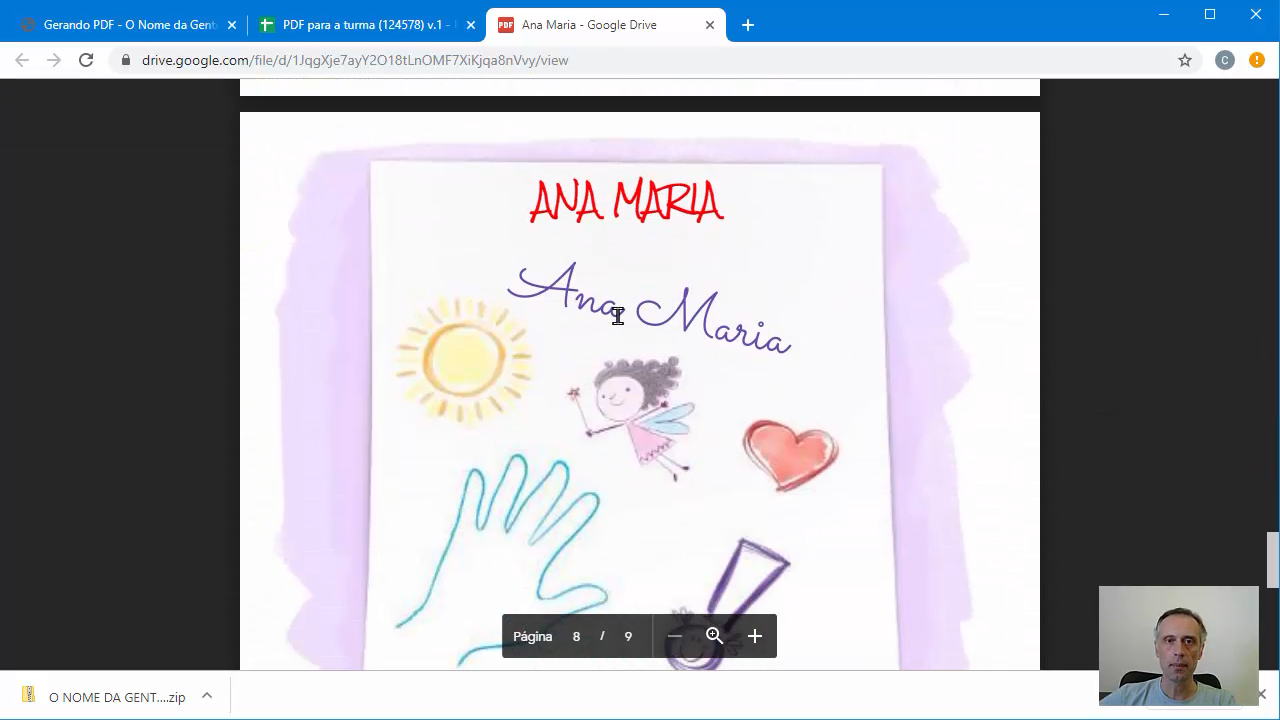 Gerando PDF - O Nome da Gent
PDF para a turma (124578) v.1 -
PDF
Ana Maria - Google Drive
drive.google.com/file/d/1JqgXje7ayY2O18tLnOMF7XiKjqa8nVvy/view
C
ANA MARIA
Ana Maria
Página 8 / 9
O NOME DA GENT....zip